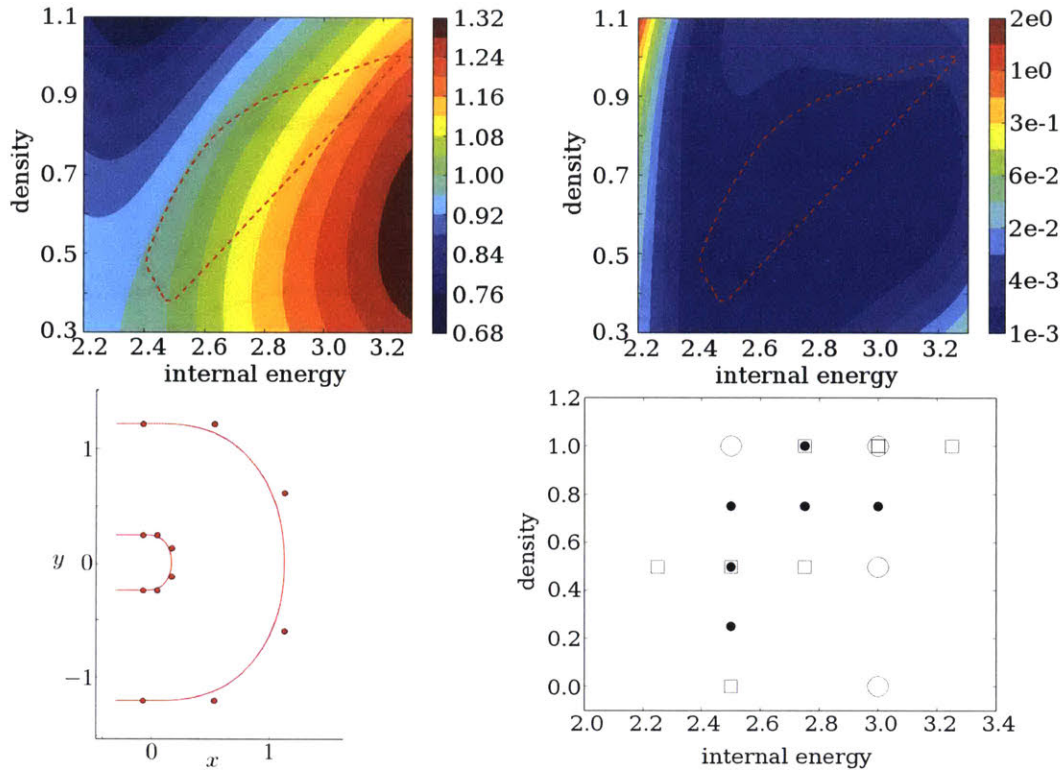 1.1
0.9
0.7
0.5
0.3
density
2.2 2.4 2.6 2.8 3.0 3.2
internal energy
1.32
1.24
1.16
1.08
1.00
0.92
0.84
0.76
0.68
1.1
0.9
0.7
0.5
0.3
density
2.2 2.4 2.6 2.8 3.0 3.2
internal energy
2e0
1e0
3e-1
6e-2
2e-2
4e-3
1e-3
1
y 0
−1
0 1
x
1.2
1.0
0.8
0.6
0.4
0.2
0.0
density
2.0 2.2 2.4 2.6 2.8 3.0 3.2 3.4
internal energy